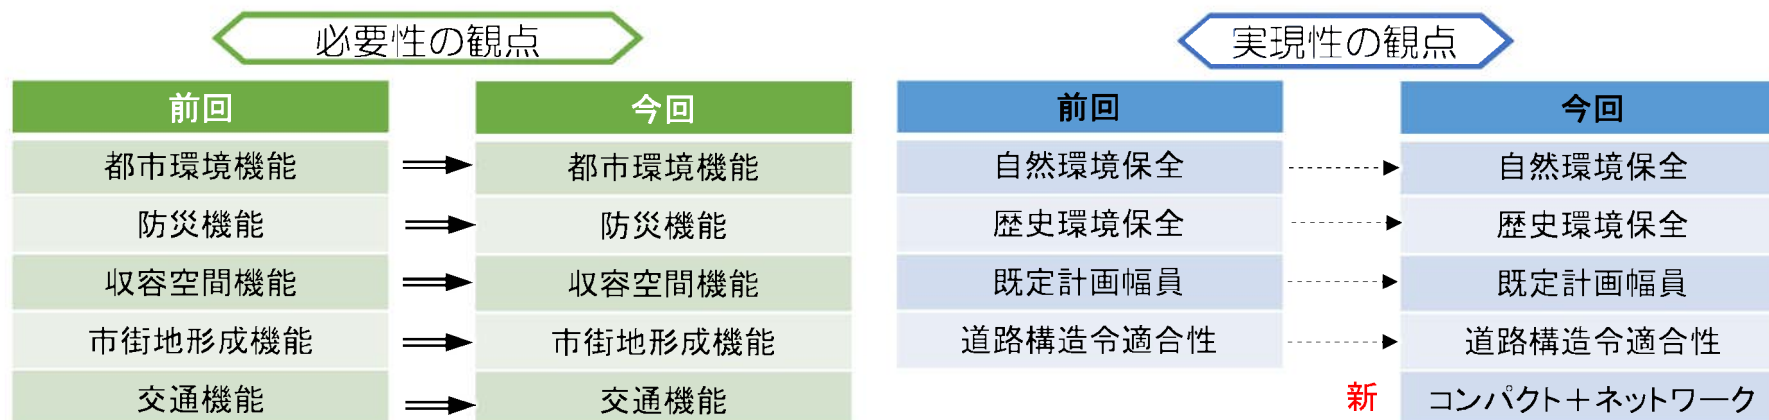 必要性の観点
前回
今回
都市環境機能
都市環境機能
防災機能
防災機能
収容空間機能
収容空間機能
市街地形成機能
市街地形成機能
交通機能
交通機能
実現性の観点
前回
今回
自然環境保全
自然環境保全
歴史環境保全
歴史環境保全
既定計画幅員
既定計画幅員
道路構造令適合性
道路構造令適合性
新
コンパクト＋ネットワーク